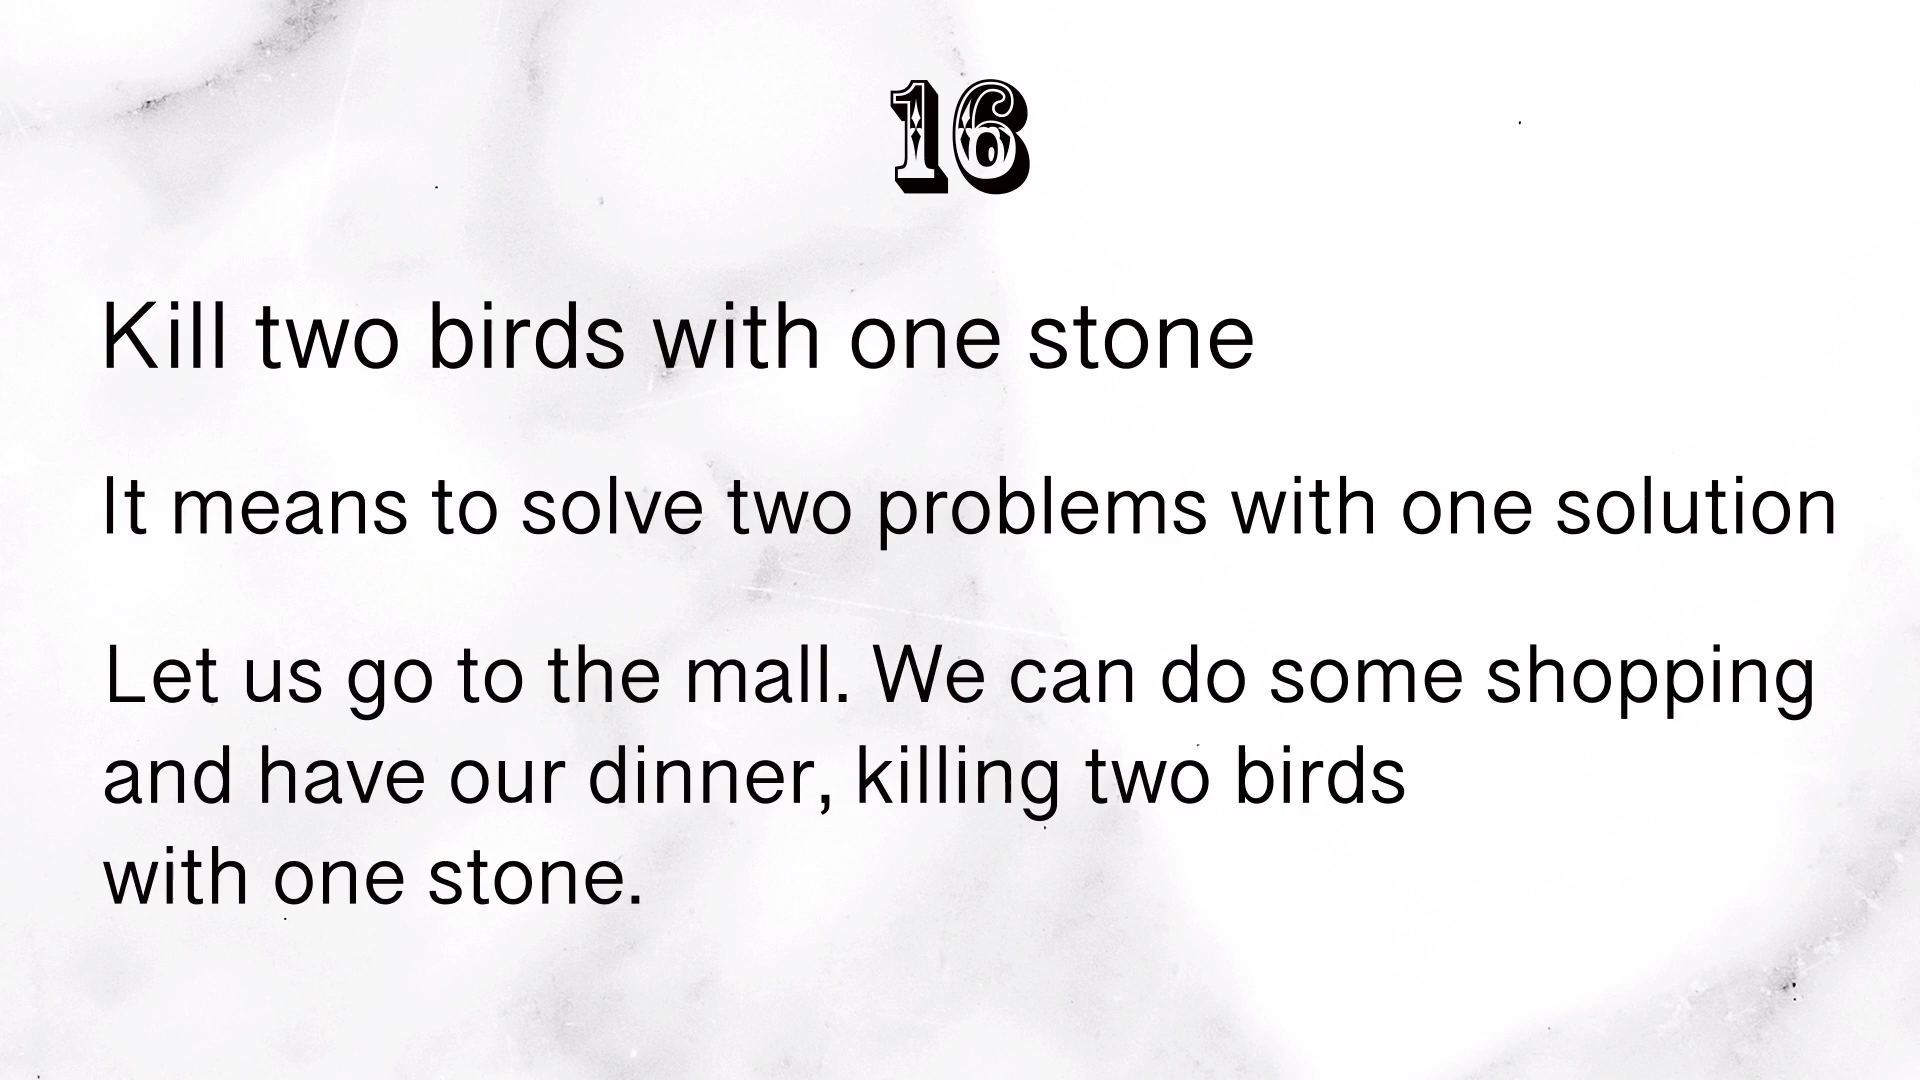 16
Kill two birds with one stone
It means to solve two problems with one solution
Let us go to the mall. We can do some shopping
and have our dinner, killing two birds
with one stone.